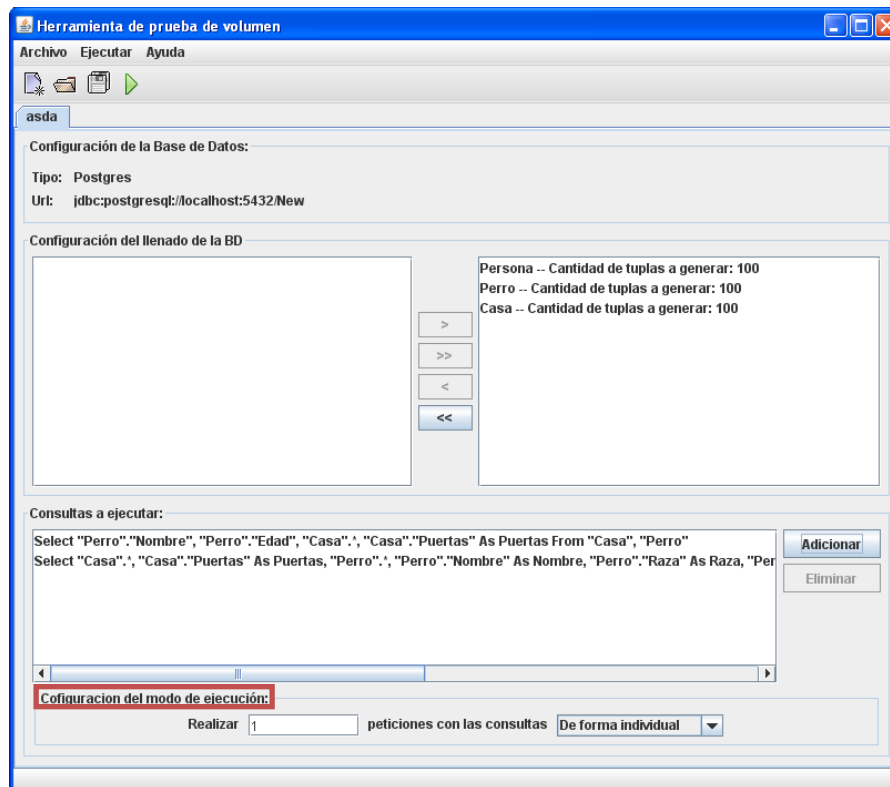 Herramienta de prueba de volumen
Archivo Ejecutar Ayuda
asda
Configuración de la Base de Datos:
Tipo: Postgres
Url: jdbc:postgresql://localhost:5432/New
Configuración del llenado de la BD
Persona -- Cantidad de tuplas a generar: 100
Perro -- Cantidad de tuplas a generar: 100
Casa -- Cantidad de tuplas a generar: 100
>
>>
<
<<
Consultas a ejecutar:
Select "Perro"."Nombre", "Perro"."Edad", "Casa".*, "Casa"."Puertas" As Puertas From "Casa", "Perro"
Select "Casa".*, "Casa"."Puertas" As Puertas, "Perro".*, "Perro"."Nombre" As Nombre, "Perro"."Raza" As Raza, "Per
Adicionar
Eliminar
Cofiguracion del modo de ejecución:
Realizar 1 peticiones con las consultas De forma individual